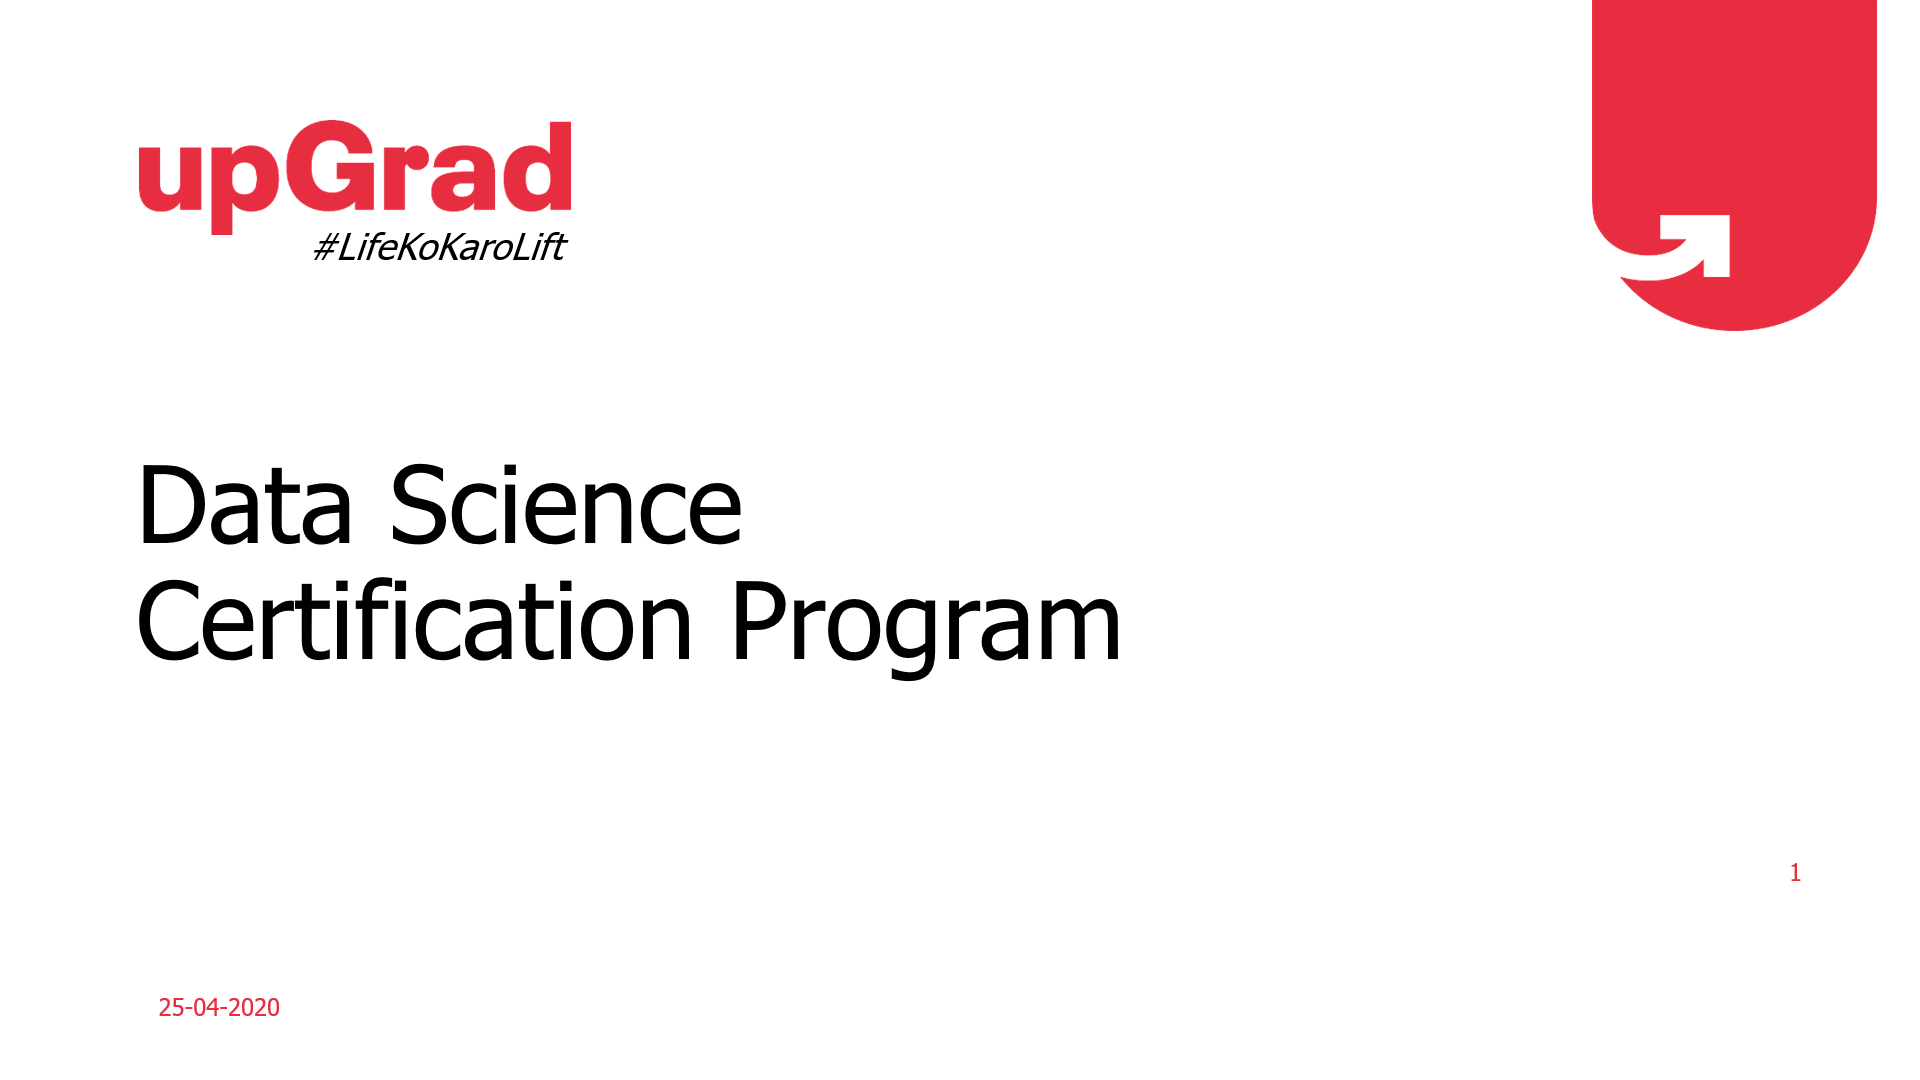 upGrad
#LifeKoKaroLift
Data Science
Certification Program
1
25-04-2020